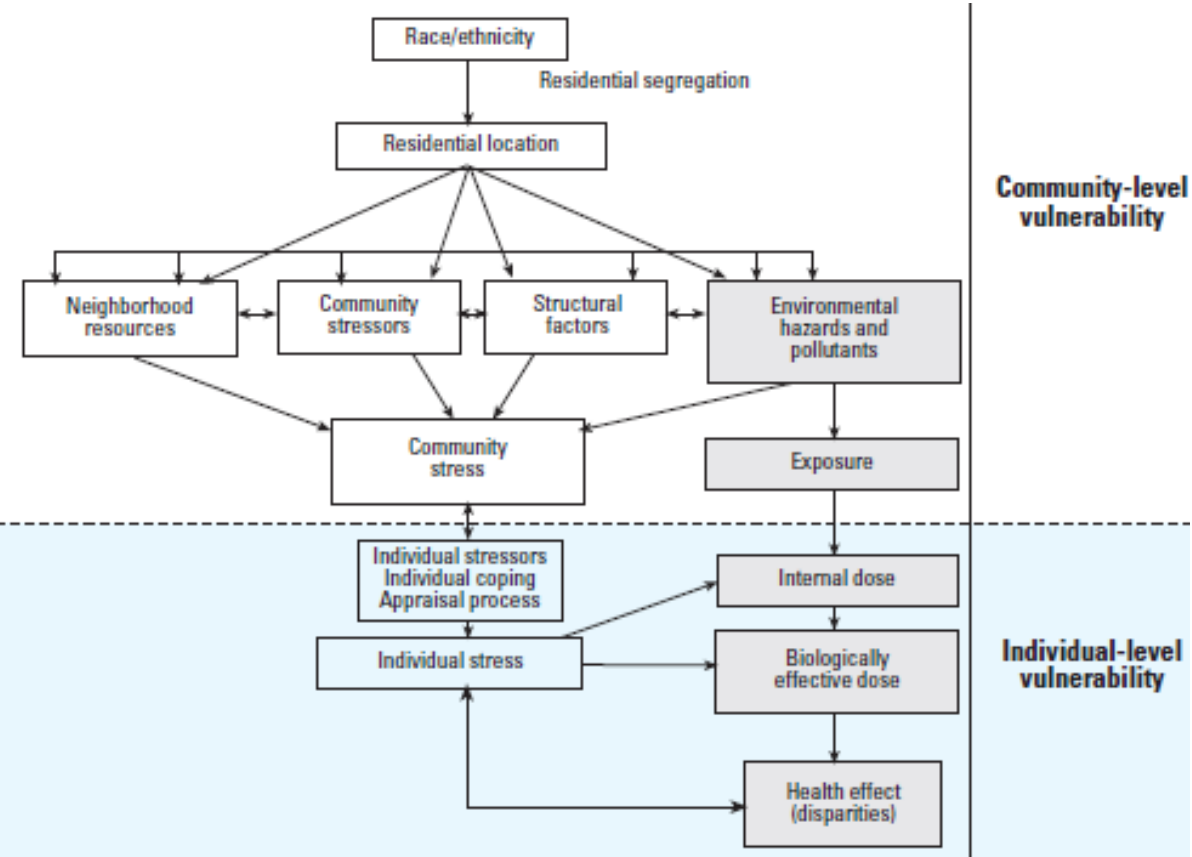 Race/ethnicity
Residential segregation
Residential location
Community-level
vulnerability
Neighborhood
resources
Community
stressors
Structural
factors
Environmental
hazards and
pollutants
Community
stress
Exposure
Individual stressors
Individual coping
Appraisal process
Internal dose
Individual stress
Biologically
effective dose
Individual-level
vulnerability
Health effect
(disparities)